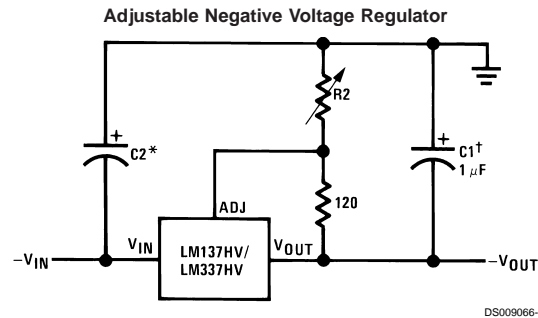 Adjustable Negative Voltage Regulator
R2
+
C2*
+
C1†
1 μF
ADJ
120
−VIN
VIN
LM137HV/
LM337HV
VOUT
−VOUT
DS009066-